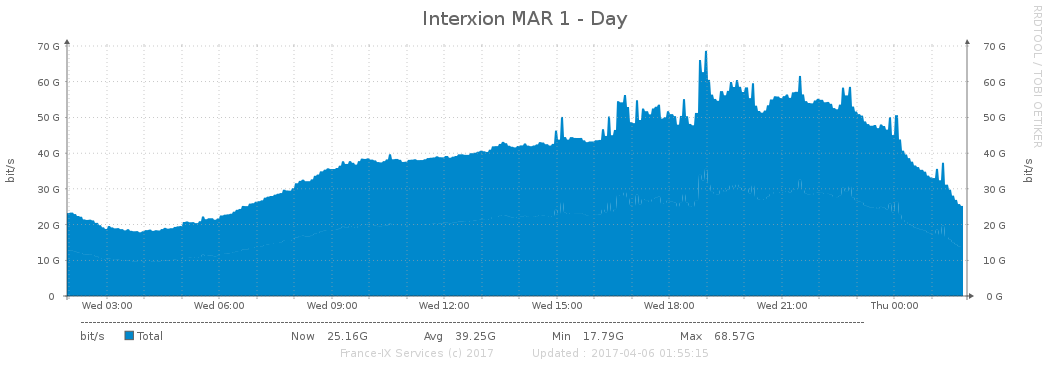 Interxion MAR 1 - Day
RRDTOOL / TOBI OETIKER
bit/s
70 G
60 G
50 G
40 G
30 G
20 G
10 G
0
70 G
60 G
50 G
40 G
30 G
20 G
10 G
0 G
bit/s
Wed 03:00 Wed 06:00 Wed 09:00 Wed 12:00 Wed 15:00 Wed 18:00 Wed 21:00 Thu 00:00
bit/s Total Now 25.16G Avg 39.25G Min 17.79G Max 68.57G
France-IX Services (c) 2017 Updated : 2017-04-06 01:55:15